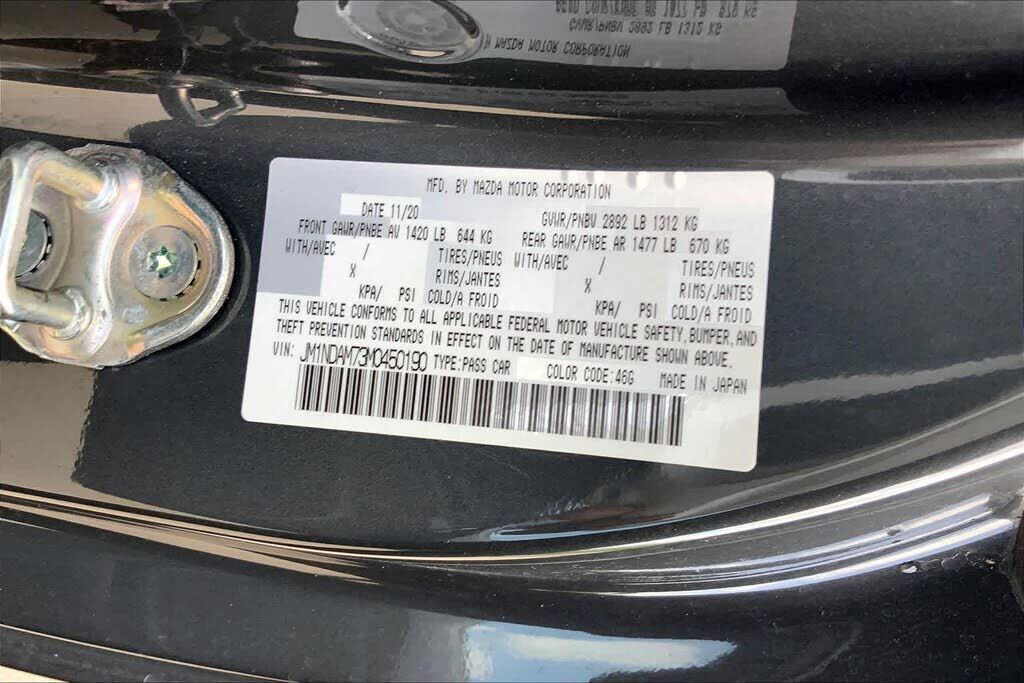 MFD. BY MAZDA MOTOR CORPORATION
DATE 11/20 GVWR/PNBV 2892 LB 1312 KG
FRONT GAWR/PNBE AV 1420 LB 644 KG REAR GAWR/PNBE AR 1477 LB 670 KG
WITH/AVEC / TIRES/PNEUS WITH/AVEC / TIRES/PNEUS
X RIMS/JANTES X RIMS/JANTES
KPA/ PSI COLD/A FROID KPA/ PSI COLD/A FROID
THIS VEHICLE CONFORMS TO ALL APPLICABLE FEDERAL MOTOR VEHICLE SAFETY, BUMPER, AND
THEFT PREVENTION STANDARDS IN EFFECT ON THE DATE OF MANUFACTURE SHOWN ABOVE.
VIN: JM1NDAM73M0450190 TYPE:PASS CAR COLOR CODE:46G MADE IN JAPAN